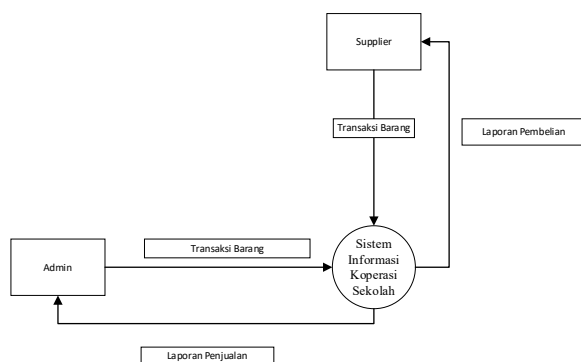 Supplier
Transaksi Barang
Laporan Pembelian
Transaksi Barang
Admin
Sistem
Informasi
Koperasi
Sekolah
Laporan Penjualan